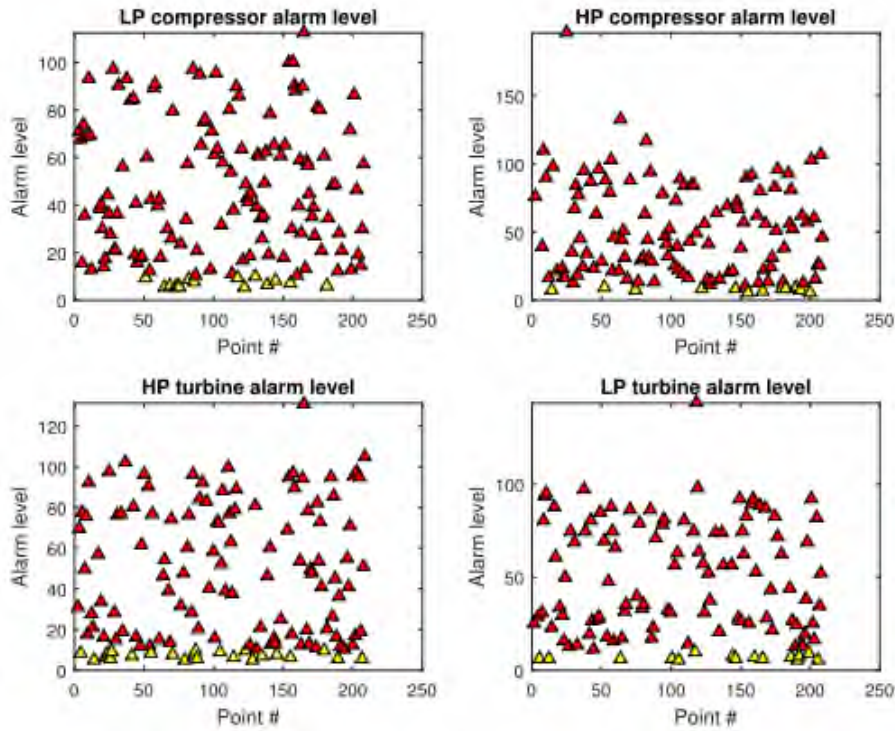 LP compressor alarm level
HP compressor alarm level
100
80
60
40
20
0
Alarm level
0 50 100 150 200 250
Point #
150
100
50
0
Alarm level
0 50 100 150 200 250
Point #
HP turbine alarm level
LP turbine alarm level
120
100
80
60
40
20
0
Alarm level
0 50 100 150 200 250
Point #
100
50
0
Alarm level
0 50 100 150 200 250
Point #